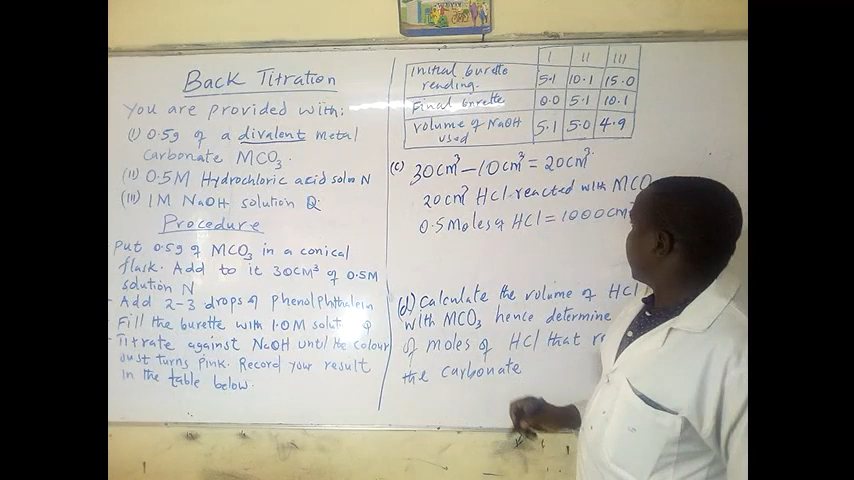 Back Titration
You are provided with:
(i) 0.5g of a divalent metal
carbonate MCO₃.
(ii) 0.5M Hydrochloric acid soln N
(iii) 1M NaOH solution Q.
Procedure
Put 0.5g of MCO₃ in a conical
flask. Add to it 30cm³ of 0.5M
solution N
- Add 2-3 drops of phenolphthalein
Fill the burette with 1.0M solution Q
- Titrate against NaOH until the colour
Just turns pink. Record your result
in the table below.
I II III
Initial burette reading. 5.1 10.1 15.0
Final burette 0.0 5.1 10.1
volume of NaOH used 5.1 5.0 4.9
(c) 30cm³ - 10cm³ = 20cm³.
20cm³ HCl reacted with MCO
0.5 Moles of HCl = 1000cm³
(d) calculate the volume of HCl
with MCO₃ hence determine
of moles of HCl that
the carbonate